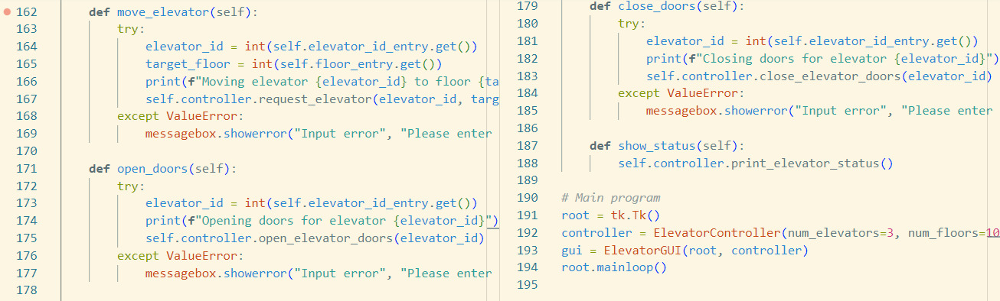 162     def move_elevator(self):
163         try:
164             elevator_id = int(self.elevator_id_entry.get())
165             target_floor = int(self.floor_entry.get())
166             print(f"Moving elevator {elevator_id} to floor {ta
167             self.controller.request_elevator(elevator_id, targ
168         except ValueError:
169             messagebox.showerror("Input error", "Please enter
170
171     def open_doors(self):
172         try:
173             elevator_id = int(self.elevator_id_entry.get())
174             print(f"Opening doors for elevator {elevator_id}")
175             self.controller.open_elevator_doors(elevator_id)
176         except ValueError:
177             messagebox.showerror("Input error", "Please enter
178
179     def close_doors(self):
180         try:
181             elevator_id = int(self.elevator_id_entry.get())
182             print(f"Closing doors for elevator {elevator_id}")
183             self.controller.close_elevator_doors(elevator_id)
184         except ValueError:
185             messagebox.showerror("Input error", "Please enter
186
187     def show_status(self):
188         self.controller.print_elevator_status()
189
190 # Main program
191 root = tk.Tk()
192 controller = ElevatorController(num_elevators=3, num_floors=10
193 gui = ElevatorGUI(root, controller)
194 root.mainloop()
195